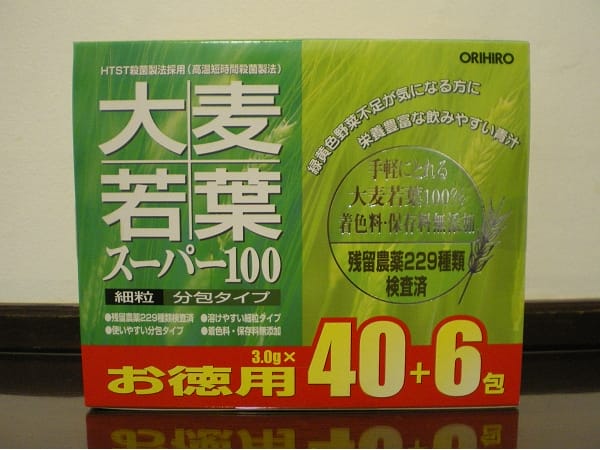 HTST殺菌製法採用(高温短時間殺菌製法)
ORIHIRO
大麦
若葉
スーパー100
細粒 分包タイプ
●残留農薬229種類検査済 ●溶けやすい細粒タイプ
●使いやすい分包タイプ ●着色料・保存料無添加
緑黄色野菜不足が気になる方に
栄養豊富な飲みやすい青汁
手軽にとれる
大麦若葉100%
着色料・保存料無添加
残留農薬229種類
検査済
3.0g×
お徳用 40+6包